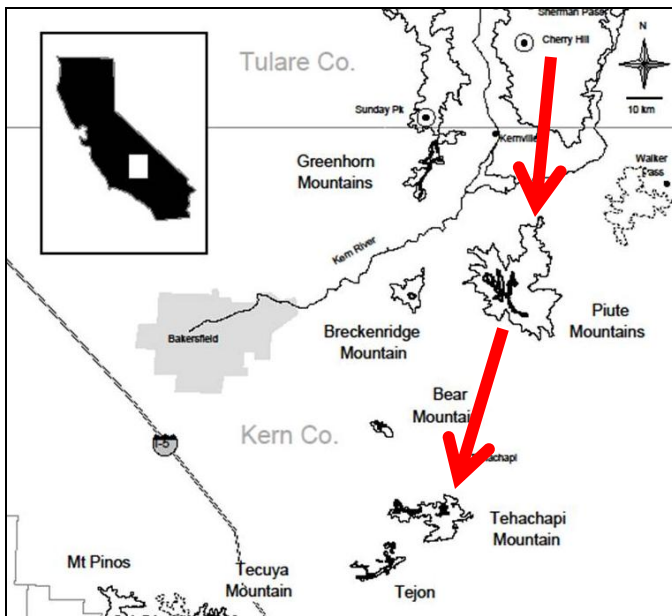 Sherman Pass
Cherry Hill
N
Tulare Co.
10 km
Sunday Pk
Kernville
Greenhorn
Mountains
Walker
Pass
Kern River
Piute
Mountains
Breckenridge
Mountain
Bakersfield
Bear
Mountain
Kern Co.
I-5
Tehachapi
Mountain
Mt Pinos
Tecuya
Mountain
Tejon